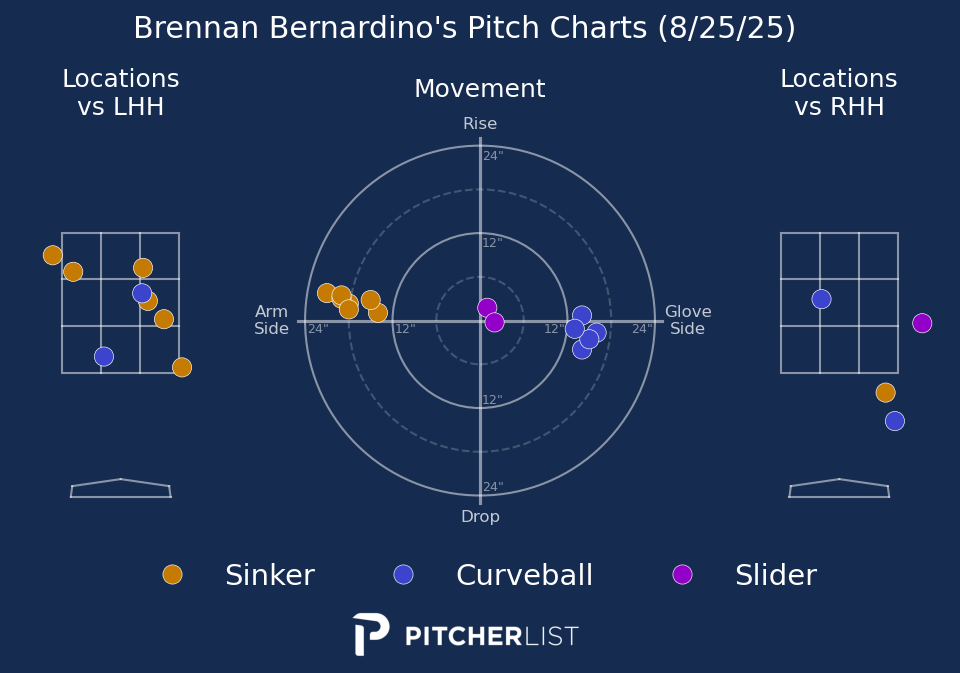 Brennan Bernardino's Pitch Charts (8/25/25)
Locations
vs LHH
Movement
Locations
vs RHH
Rise
24"
12"
Arm
Side
24"
12"
12"
24"
Glove
Side
12"
24"
Drop
Sinker
Curveball
Slider
PITCHERLIST